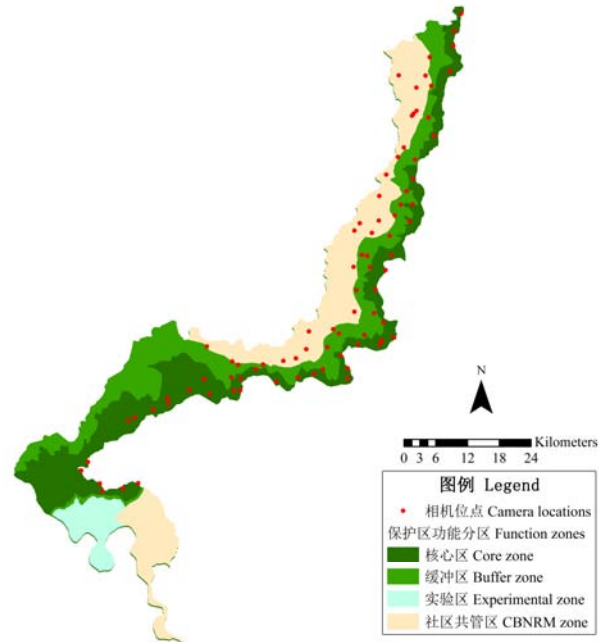 N
Kilometers
0 3 6 12 18 24
图例 Legend
相机位点 Camera locations
保护区功能分区 Function zones
核心区 Core zone
缓冲区 Buffer zone
实验区 Experimental zone
社区共管区 CBNRM zone